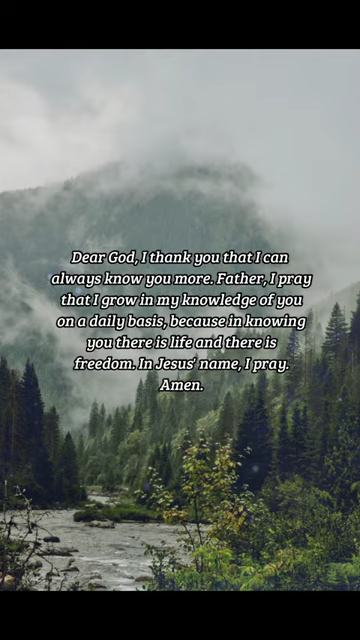 Dear God, I thank you that I can
always know you more. Father, I pray
that I grow in my knowledge of you
on a daily basis, because in knowing
you there is life and there is
freedom. In Jesus' name, I pray.
Amen.